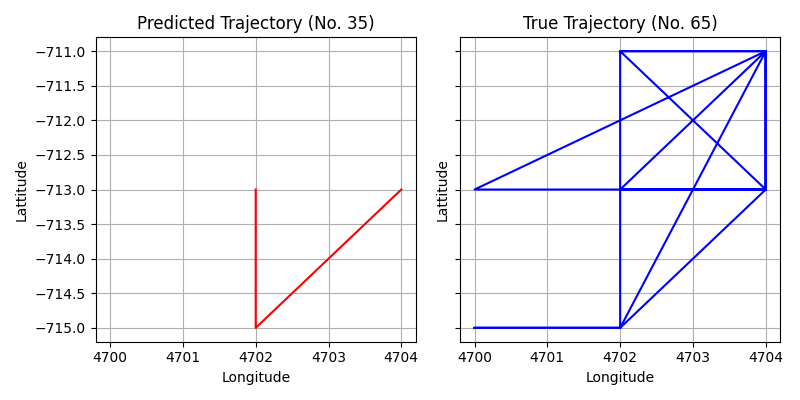 Predicted Trajectory (No. 35)
True Trajectory (No. 65)
Lattitude
−711.0
−711.5
−712.0
−712.5
−713.0
−713.5
−714.0
−714.5
−715.0
4700 4701 4702 4703 4704
Longitude
Lattitude
4700 4701 4702 4703 4704
Longitude